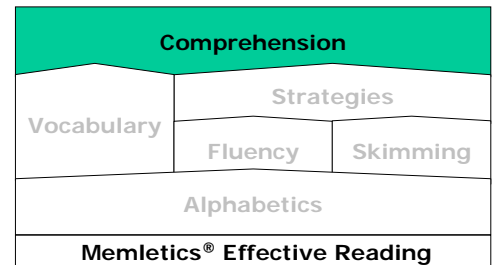 Comprehension
Strategies
Vocabulary
Fluency Skimming
Alphabetics
Memletics® Effective Reading